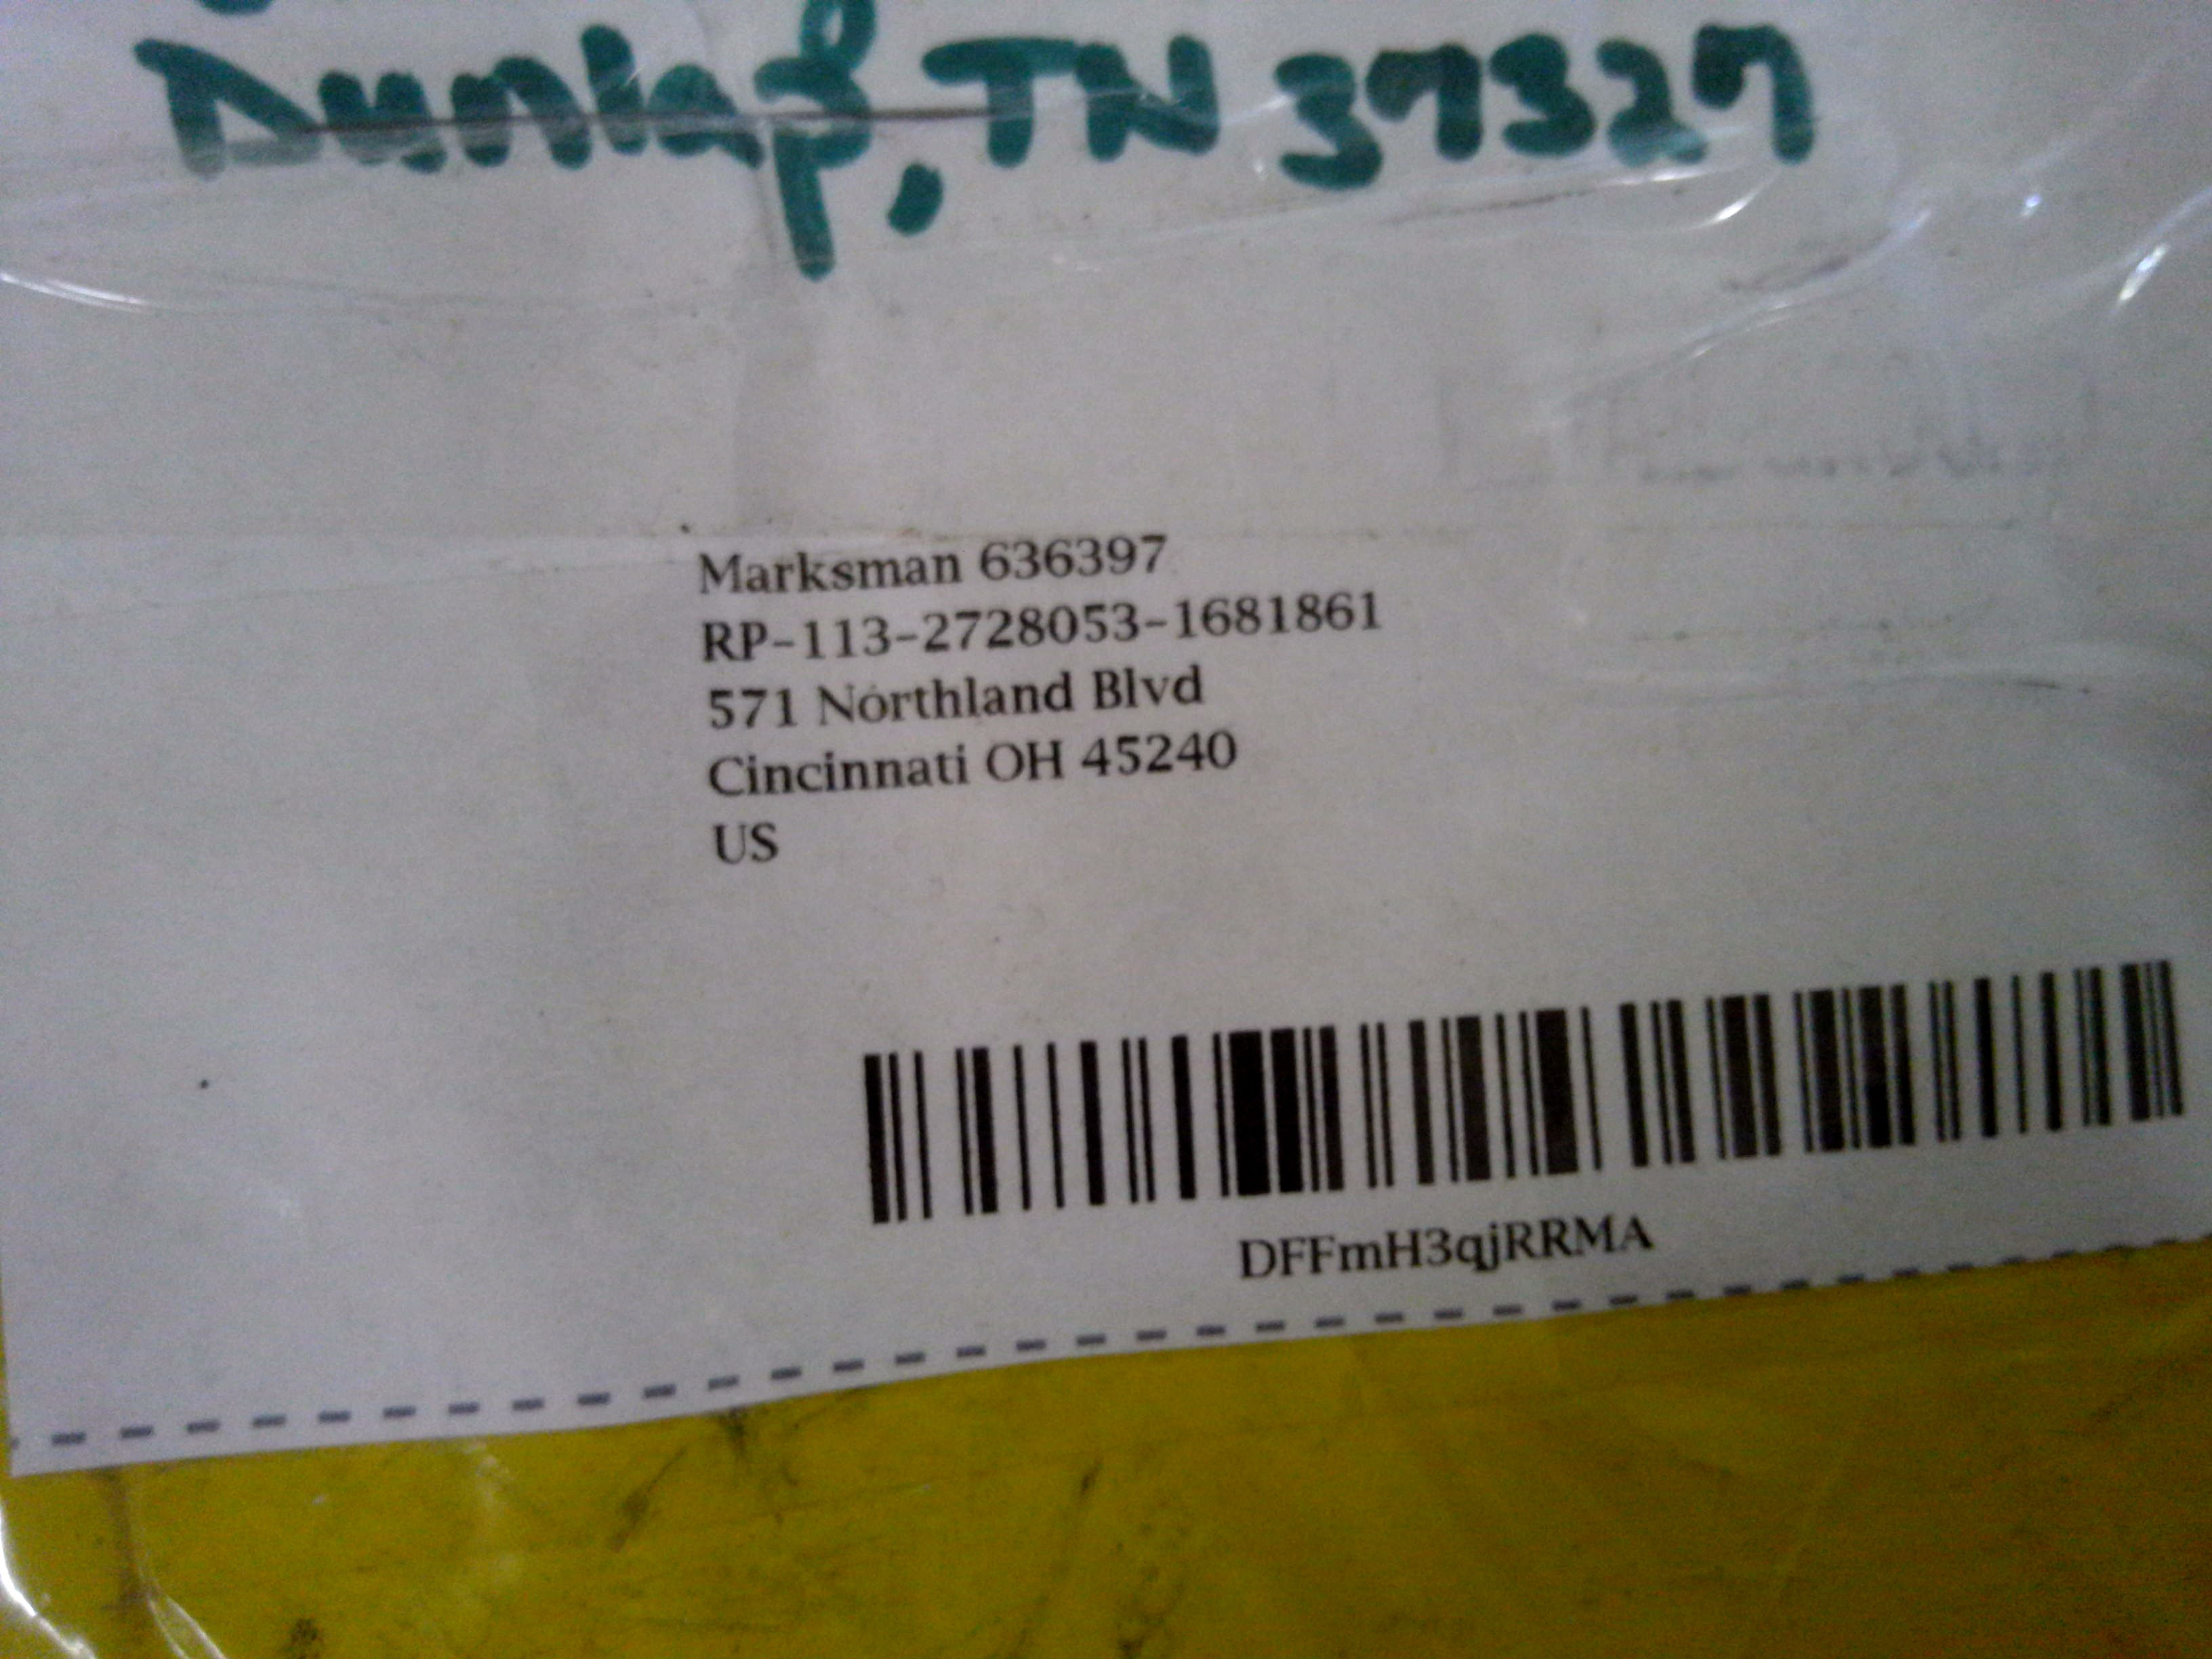 Dunlap, TN 37327
Marksman 636397
RP-113-2728053-1681861
571 Northland Blvd
Cincinnati OH 45240
US
DFFmH3qjRRMA